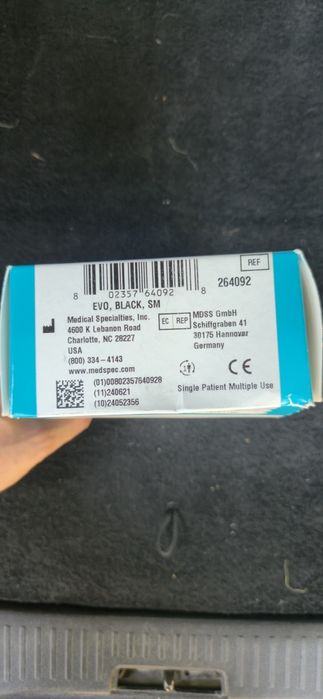 REF
264092
8 02357 64092 8
EVO, BLACK, SM
Medical Specialties, Inc.
4600 K Lebanon Road
Charlotte, NC 28227
USA
(800) 334-4143
www.medspec.com
EC REP
MDSS GmbH
Schiffgraben 41
30175 Hannover
Germany
(01)00802357640928
(11)240621
(10)24052356
CE
Single Patient Multiple Use